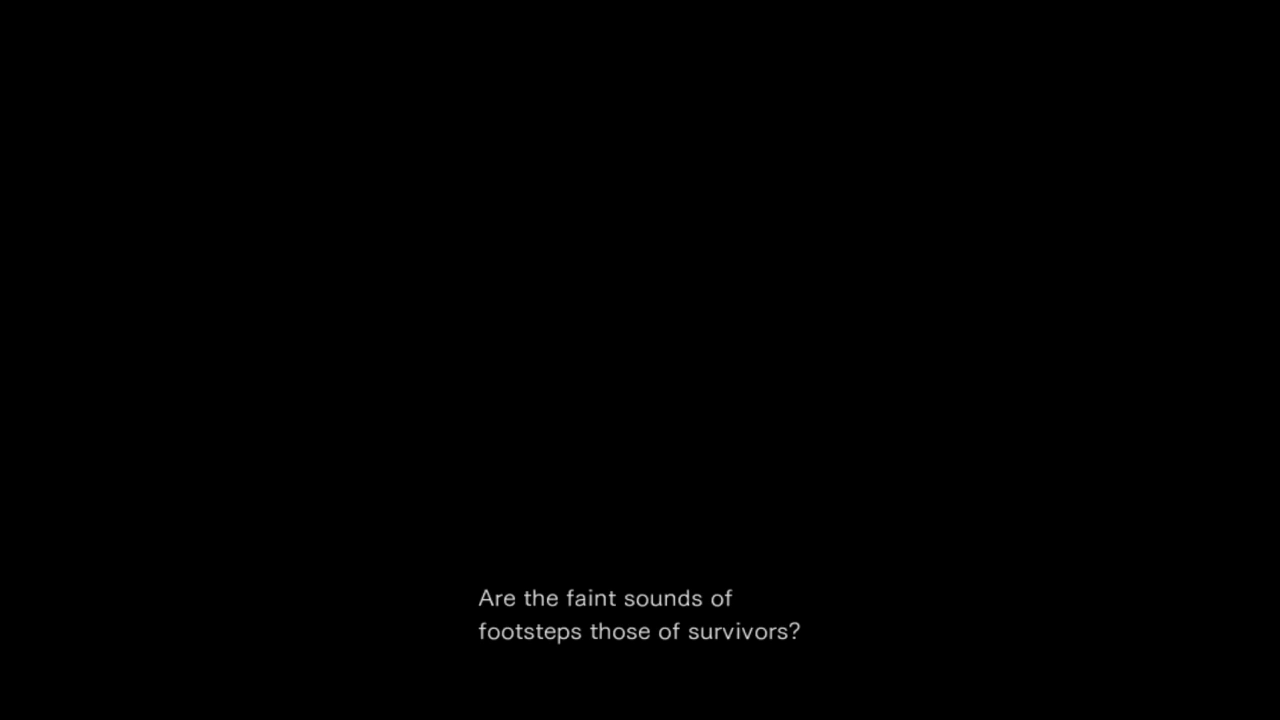 Are the faint sounds of
footsteps those of survivors?